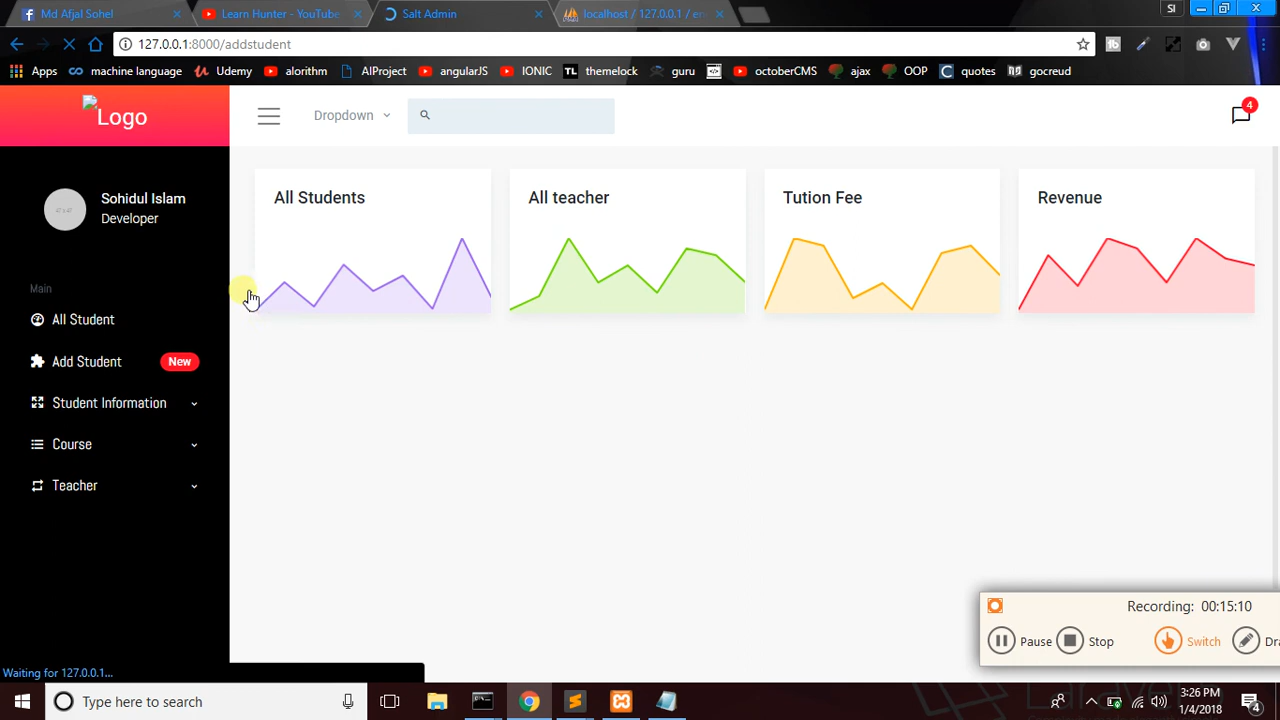 Md Afjal Sohel
Learn Hunter - YouTube
Salt Admin
localhost / 127.0.0.1 / e
SI
127.0.0.1:8000/addstudent
Apps
machine language
Udemy
alorithm
AIProject
angularJS
IONIC
TL themelock
guru
octoberCMS
ajax
OOP
quotes
gocreud
Logo
Dropdown
4
Sohidul Islam
Developer
All Students
All teacher
Tution Fee
Revenue
Main
All Student
Add Student New
Student Information
Course
Teacher
Recording: 00:15:10
Pause
Stop
Switch
Dra
Waiting for 127.0.0.1...
Type here to search
3:26 PM
1/4/2018
4